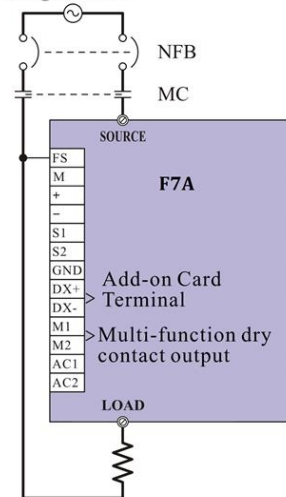 NFB
MC
SOURCE
F7A
FS
M
+
−
S1
S2
GND
DX+
DX-
M1
M2
AC1
AC2
Add-on Card
Terminal
Multi-function dry
contact output
LOAD